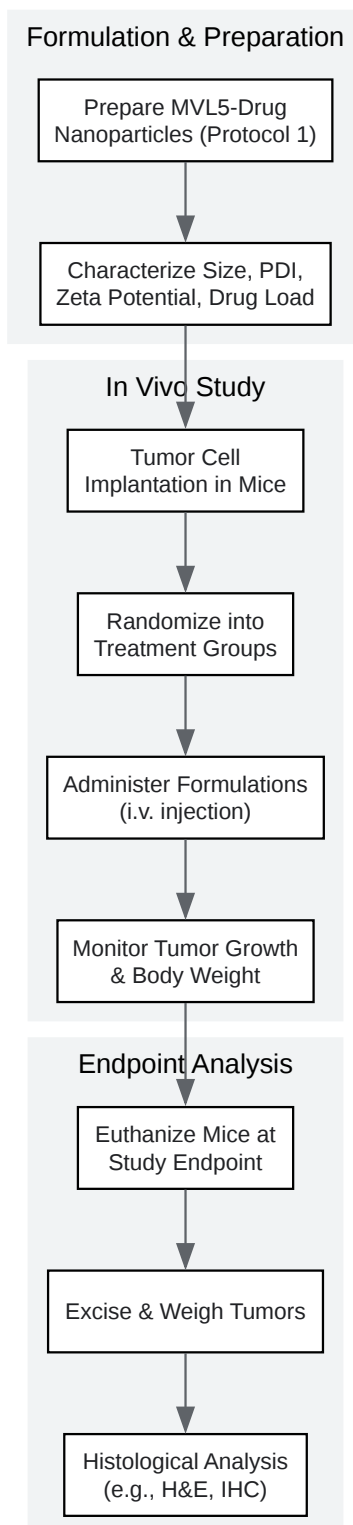 Formulation & Preparation
Prepare MVL5-Drug
Nanoparticles (Protocol 1)
Characterize Size, PDI,
Zeta Potential, Drug Load
In Vivo Study
Tumor Cell
Implantation in Mice
Randomize into
Treatment Groups
Administer Formulations
(i.v. injection)
Monitor Tumor Growth
& Body Weight
Endpoint Analysis
Euthanize Mice at
Study Endpoint
Excise & Weigh Tumors
Histological Analysis
(e.g., H&E, IHC)